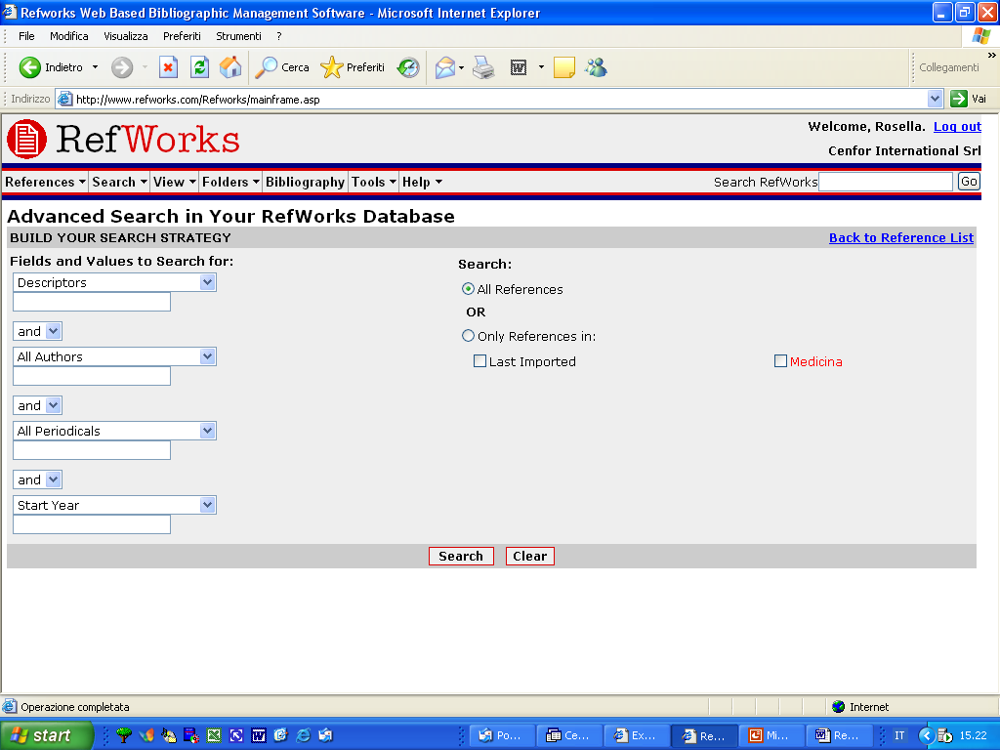 Refworks Web Based Bibliographic Management Software - Microsoft Internet Explorer
File Modifica Visualizza Preferiti Strumenti ?
Indietro Cerca Preferiti Collegamenti »
Indirizzo http://www.refworks.com/Refworks/mainframe.asp Vai
RefWorks
Welcome, Rosella. Log out
Cenfor International Srl
References Search View Folders Bibliography Tools Help Search RefWorks Go
Advanced Search in Your RefWorks Database
BUILD YOUR SEARCH STRATEGY Back to Reference List
Fields and Values to Search for: Search:
Descriptors All References
OR
and Only References in:
All Authors Last Imported Medicina
and
All Periodicals
and
Start Year
Search Clear
Operazione completata Internet
start Po... Ce... Ex... Re... Mi... Re... IT 15.22